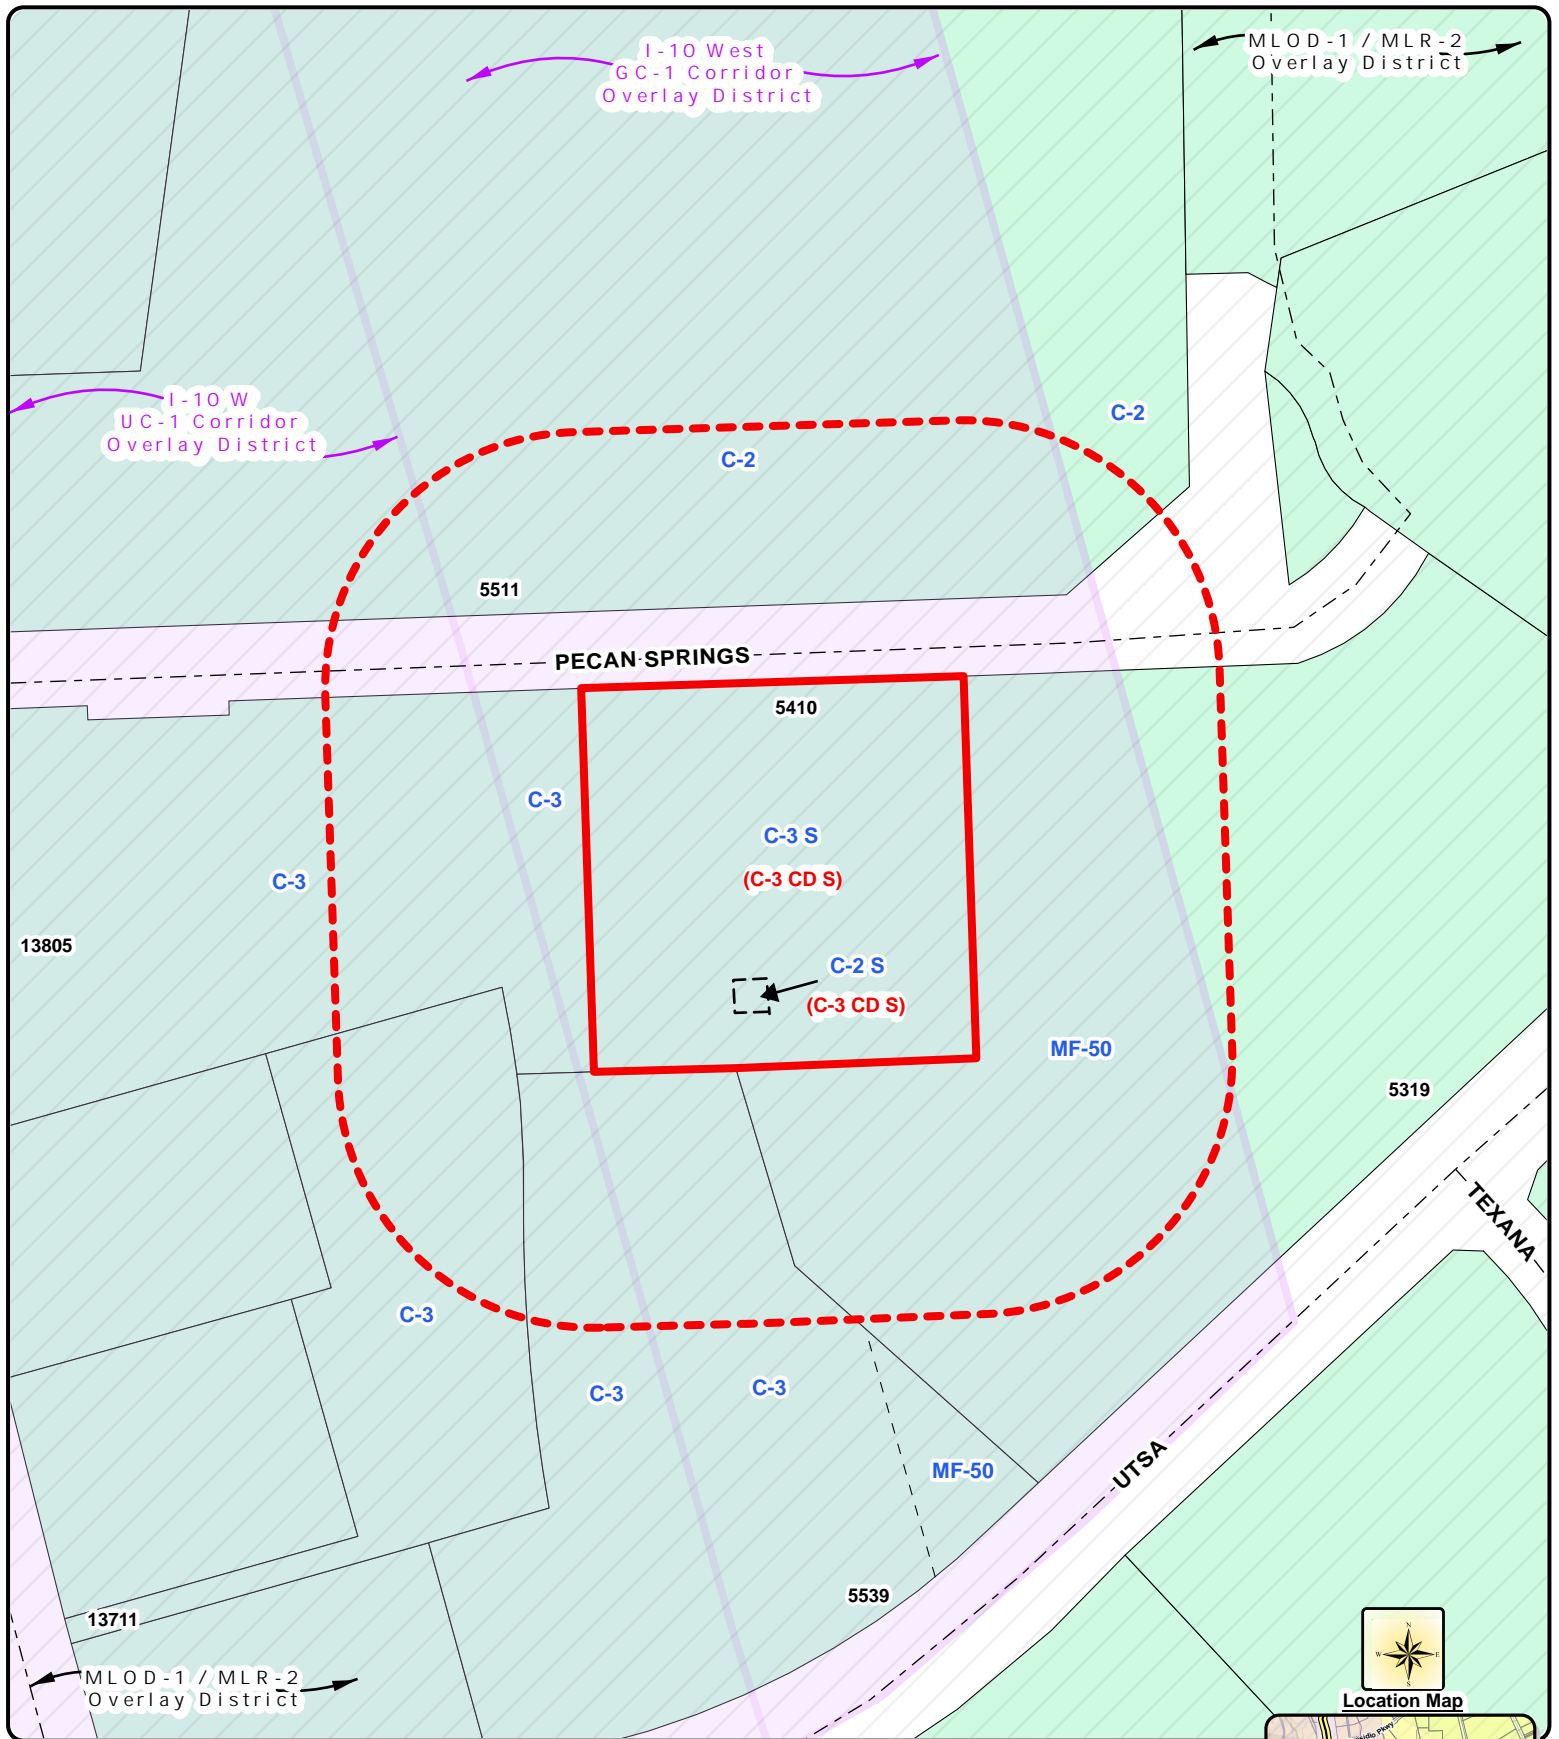 I-10 West
GC-1 Corridor
Overlay District
MLOD-1 / MLR-2
Overlay District
I-10 W
UC-1 Corridor
Overlay District
C-2
C-2
5511
PECAN SPRINGS
5410
C-3
C-3 S
(C-3 CD S)
C-3
13805
C-2 S
(C-3 CD S)
MF-50
5319
TEXANA
C-3
C-3
C-3
MF-50
UTSA
5539
13711
MLOD-1 / MLR-2
Overlay District
N
W
E
S
Location Map
Pkwy